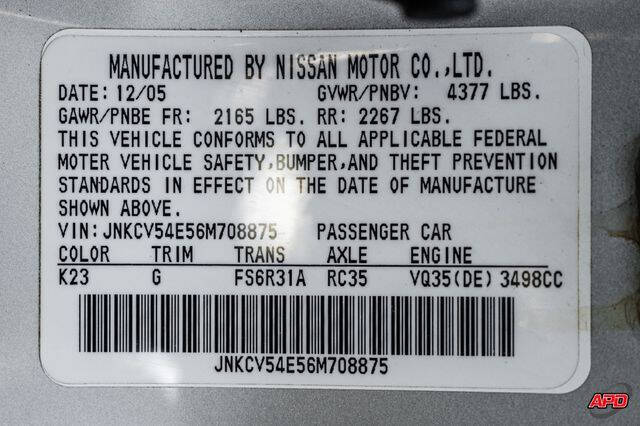 MANUFACTURED BY NISSAN MOTOR CO.,LTD.
DATE: 12/05 GVWR/PNBV: 4377 LBS.
GAWR/PNBE FR: 2165 LBS. RR: 2267 LBS.
THIS VEHICLE CONFORMS TO ALL APPLICABLE FEDERAL
MOTER VEHICLE SAFETY,BUMPER,AND THEFT PREVENTION
STANDARDS IN EFFECT ON THE DATE OF MANUFACTURE
SHOWN ABOVE.
VIN: JNKCV54E56M708875 PASSENGER CAR
COLOR TRIM TRANS AXLE ENGINE
K23 G FS6R31A RC35 VQ35(DE) 3498CC
JNKCV54E56M708875
APD